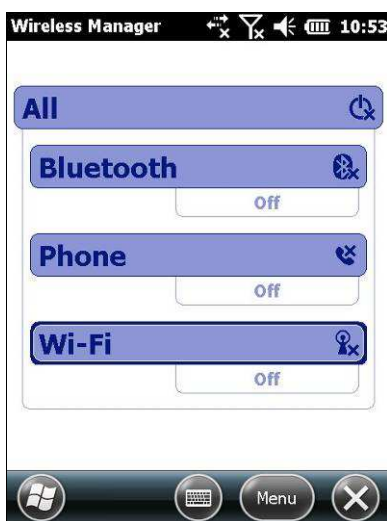 Wireless Manager 10:53
All
Bluetooth
Off
Phone
Off
Wi-Fi
Off
Menu